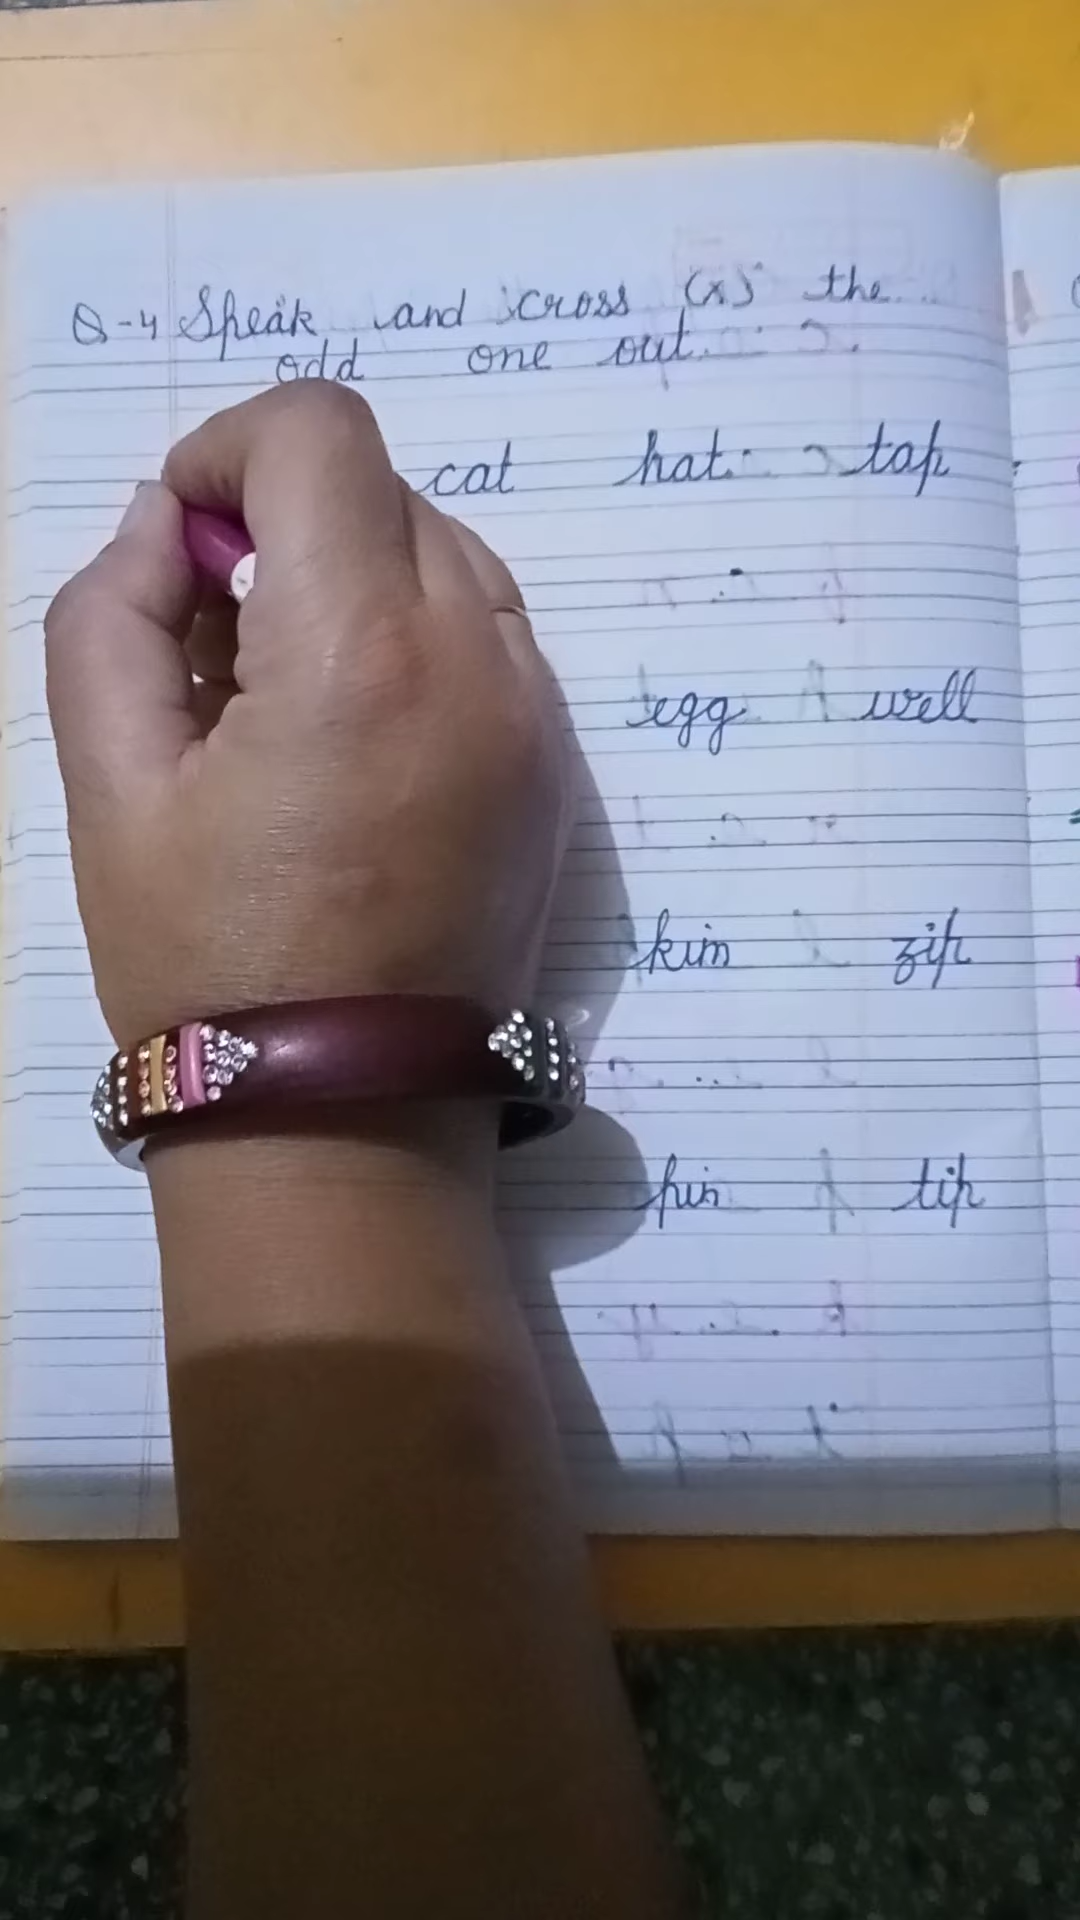 Q-4 Speak and cross (x) the
odd one out.
cat hat tap
egg well
kim zip
pin tip